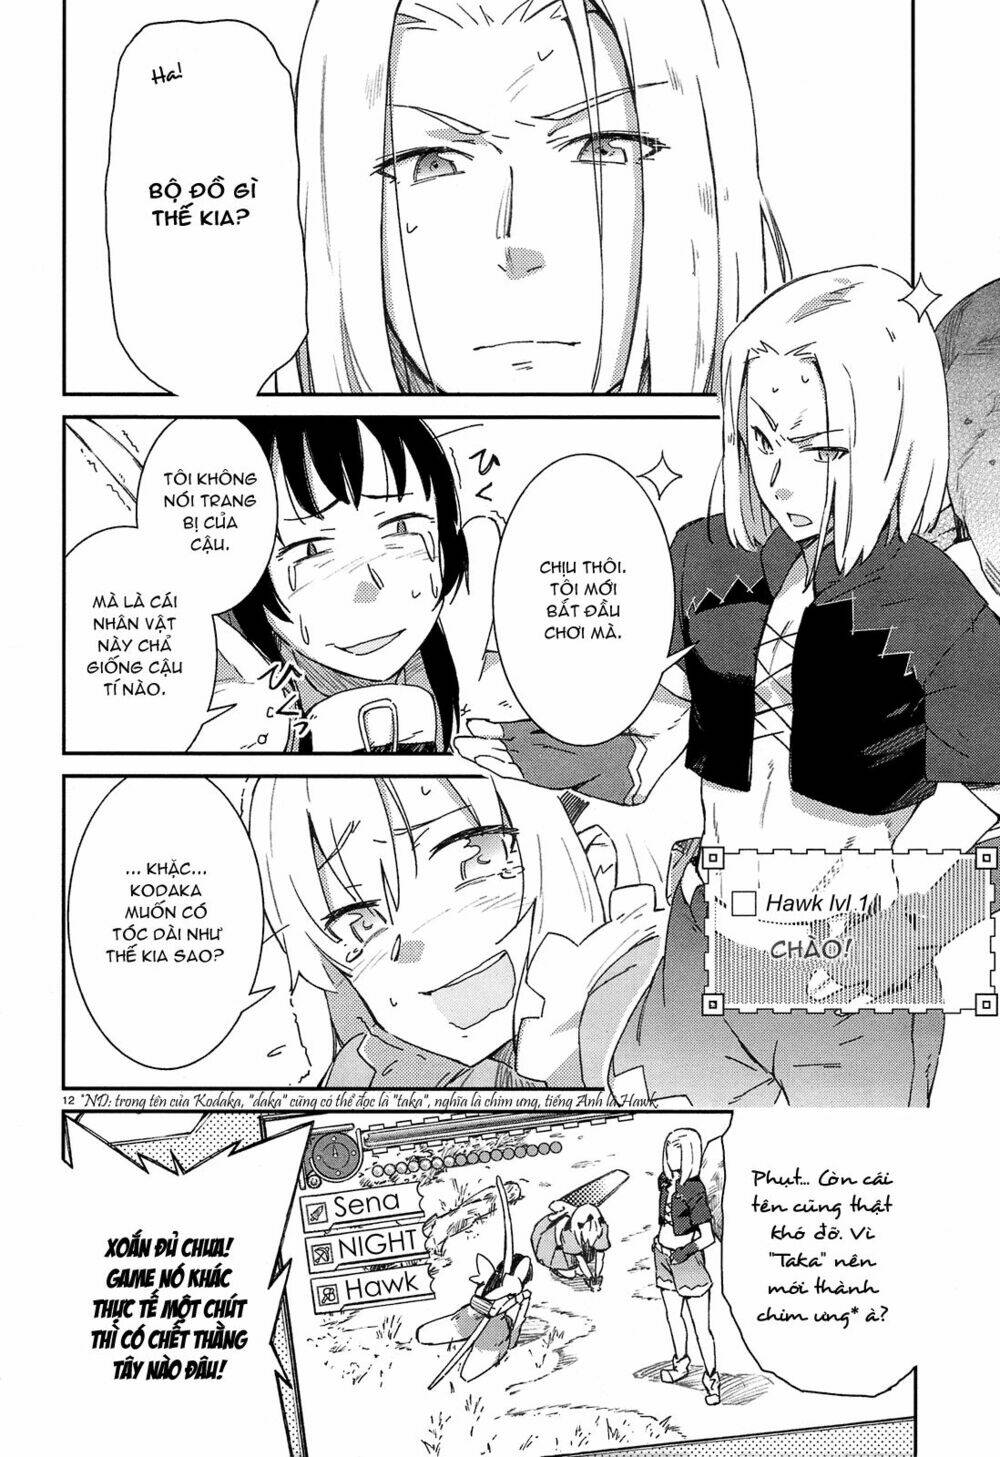 Ha!
BỘ ĐỒ GÌ
THẾ KIA?
CHỊU THÔI.
TÔI MỚI
BẮT ĐẦU
CHƠI MÀ.
TÔI KHÔNG
NÓI TRANG
BỊ CỦA
CẬU.
MÀ LÀ CÁI
NHÂN VẬT
NÀY CHẢ
GIỐNG CẬU
TÍ NÀO.
Hawk lvl 1
CHÀO!
... KHẶC...
KODAKA
MUỐN CÓ
TÓC DÀI NHƯ
THẾ KIA SAO?
12 *ND: trong tên của Kodaka, "daka" cũng có thể đọc là "taka", nghĩa là chim ưng, tiếng Anh là Hawk.
Phụt... Còn cái
tên cũng thật
khó đỡ. Vì
"Taka" nên
mới thành
chim ưng* à?
Sena
NIGHT
Hawk
XOẮN ĐỦ CHƯA!
GAME NÓ KHÁC
THỰC TẾ MỘT CHÚT
THÌ CÓ CHẾT THẰNG
TÂY NÀO ĐÂU!